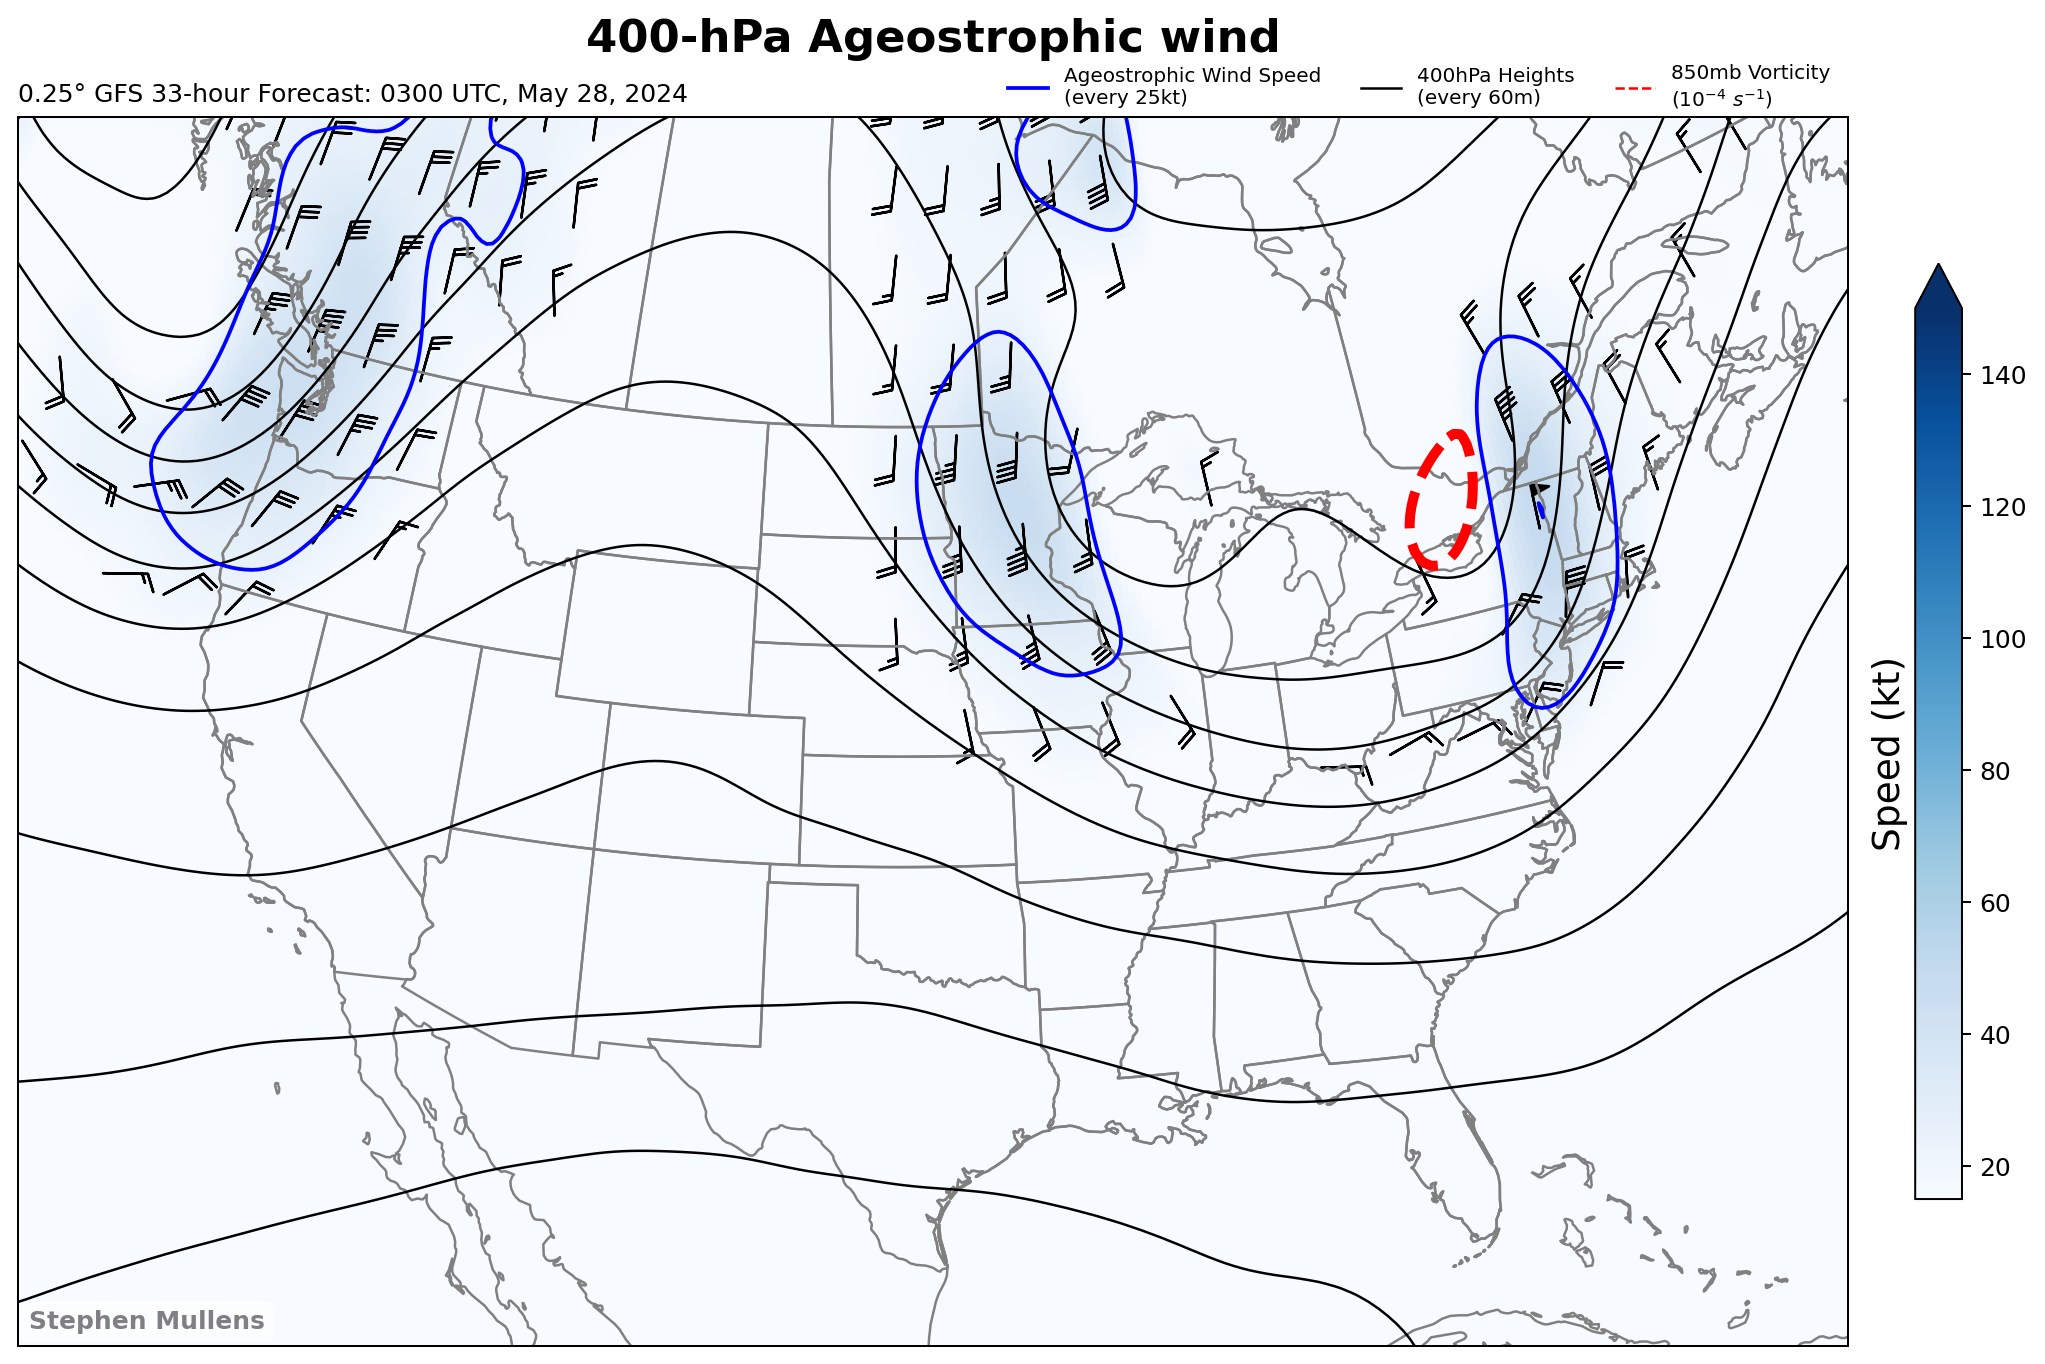 400-hPa Ageostrophic wind
0.25° GFS 33-hour Forecast: 0300 UTC, May 28, 2024
Ageostrophic Wind Speed
(every 25kt)
400hPa Heights
(every 60m)
850mb Vorticity
(10⁻⁴ s⁻¹)
140
120
100
80
60
40
20
Speed (kt)
Stephen Mullens